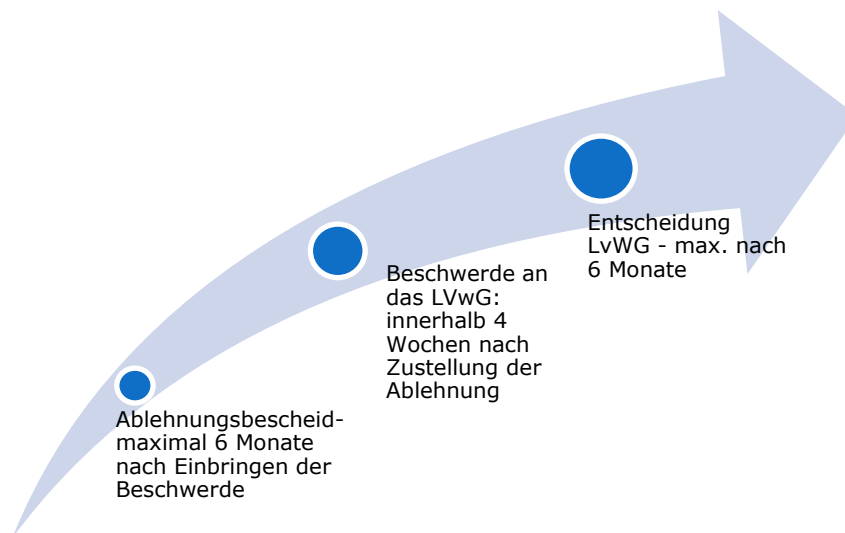 Ablehnungsbescheid-
maximal 6 Monate
nach Einbringen der
Beschwerde
Beschwerde an
das LVwG:
innerhalb 4
Wochen nach
Zustellung der
Ablehnung
Entscheidung
LvWG - max. nach
6 Monate